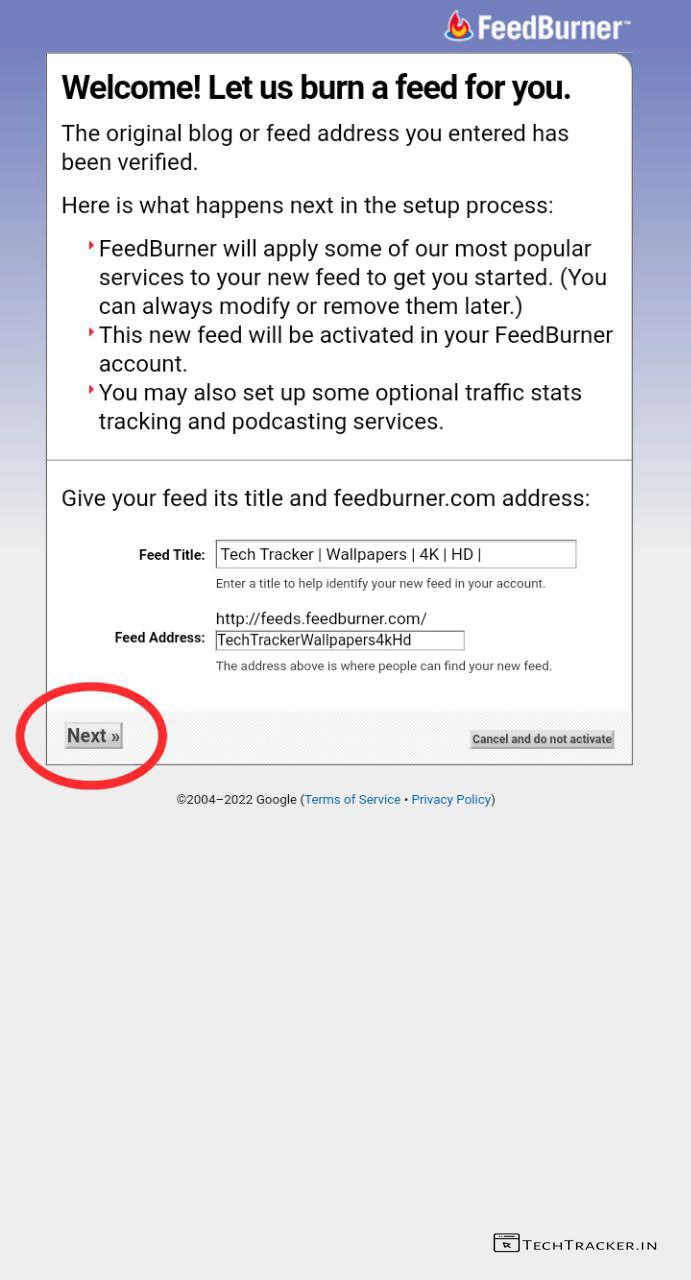 FeedBurner™
Welcome! Let us burn a feed for you.
The original blog or feed address you entered has
been verified.
Here is what happens next in the setup process:
FeedBurner will apply some of our most popular
services to your new feed to get you started. (You
can always modify or remove them later.)
This new feed will be activated in your FeedBurner
account.
You may also set up some optional traffic stats
tracking and podcasting services.
Give your feed its title and feedburner.com address:
Feed Title: Tech Tracker | Wallpapers | 4K | HD |
Enter a title to help identify your new feed in your account.
http://feeds.feedburner.com/
Feed Address: TechTrackerWallpapers4kHd
The address above is where people can find your new feed.
Next »
Cancel and do not activate
©2004–2022 Google (Terms of Service • Privacy Policy)
TECHTRACKER.IN